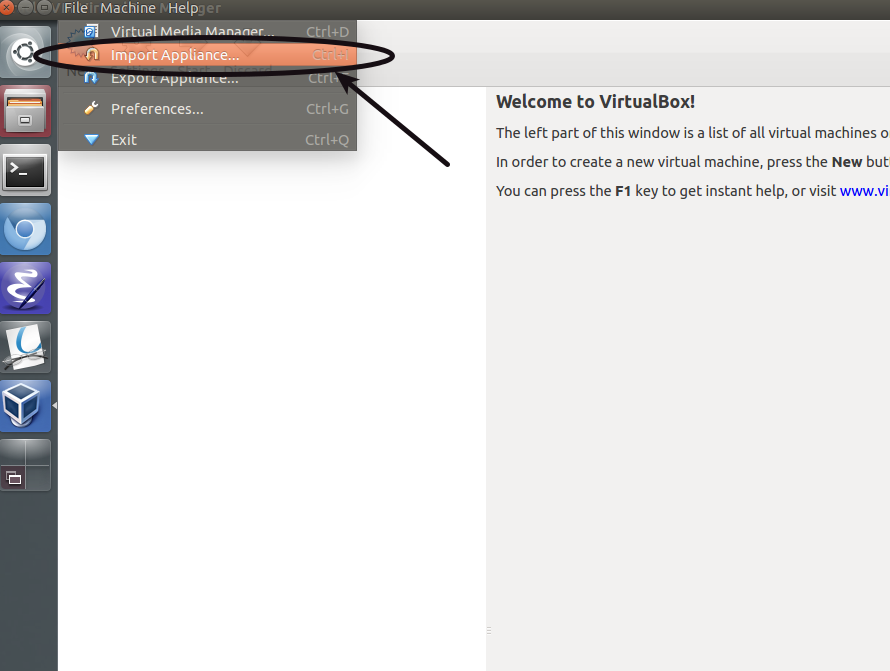 File Machine Help
Virtual Media Manager... Ctrl+D
Import Appliance... Ctrl+I
Export Appliance...
Preferences... Ctrl+G
Exit Ctrl+Q
Welcome to VirtualBox!
The left part of this window is a list of all virtual machines
In order to create a new virtual machine, press the New
You can press the F1 key to get instant help, or visit www.vi